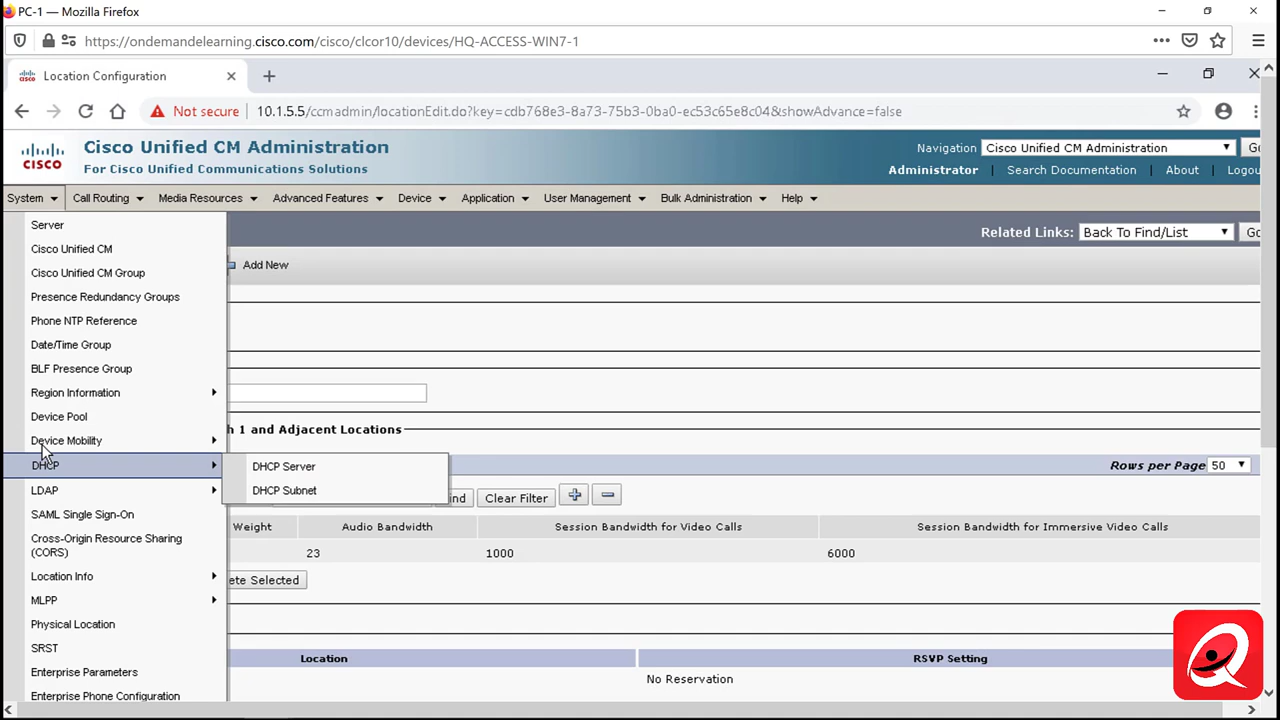 PC-1 — Mozilla Firefox
https://ondemandelearning.cisco.com/cisco/clcor10/devices/HQ-ACCESS-WIN7-1
CISCO Location Configuration
Not secure 10.1.5.5/ccmadmin/locationEdit.do?key=cdb768e3-8a73-75b3-0ba0-ec53c65e8c04&showAdvance=false
CISCO
Cisco Unified CM Administration
For Cisco Unified Communications Solutions
Navigation Cisco Unified CM Administration Go
Administrator | Search Documentation | About | Logou
System Call Routing Media Resources Advanced Features Device Application User Management Bulk Administration Help
Related Links: Back To Find/List Go
Add New
Server
Cisco Unified CM
Cisco Unified CM Group
Presence Redundancy Groups
Phone NTP Reference
Date/Time Group
BLF Presence Group
Region Information
Device Pool
Device Mobility
DHCP
LDAP
SAML Single Sign-On
Cross-Origin Resource Sharing
(CORS)
Location Info
MLPP
Physical Location
SRST
Enterprise Parameters
Enterprise Phone Configuration
DHCP Server
DHCP Subnet
h 1 and Adjacent Locations
Rows per Page 50
ind Clear Filter
Weight Audio Bandwidth Session Bandwidth for Video Calls Session Bandwidth for Immersive Video Calls
23 1000 6000
ete Selected
Location RSVP Setting
No Reservation